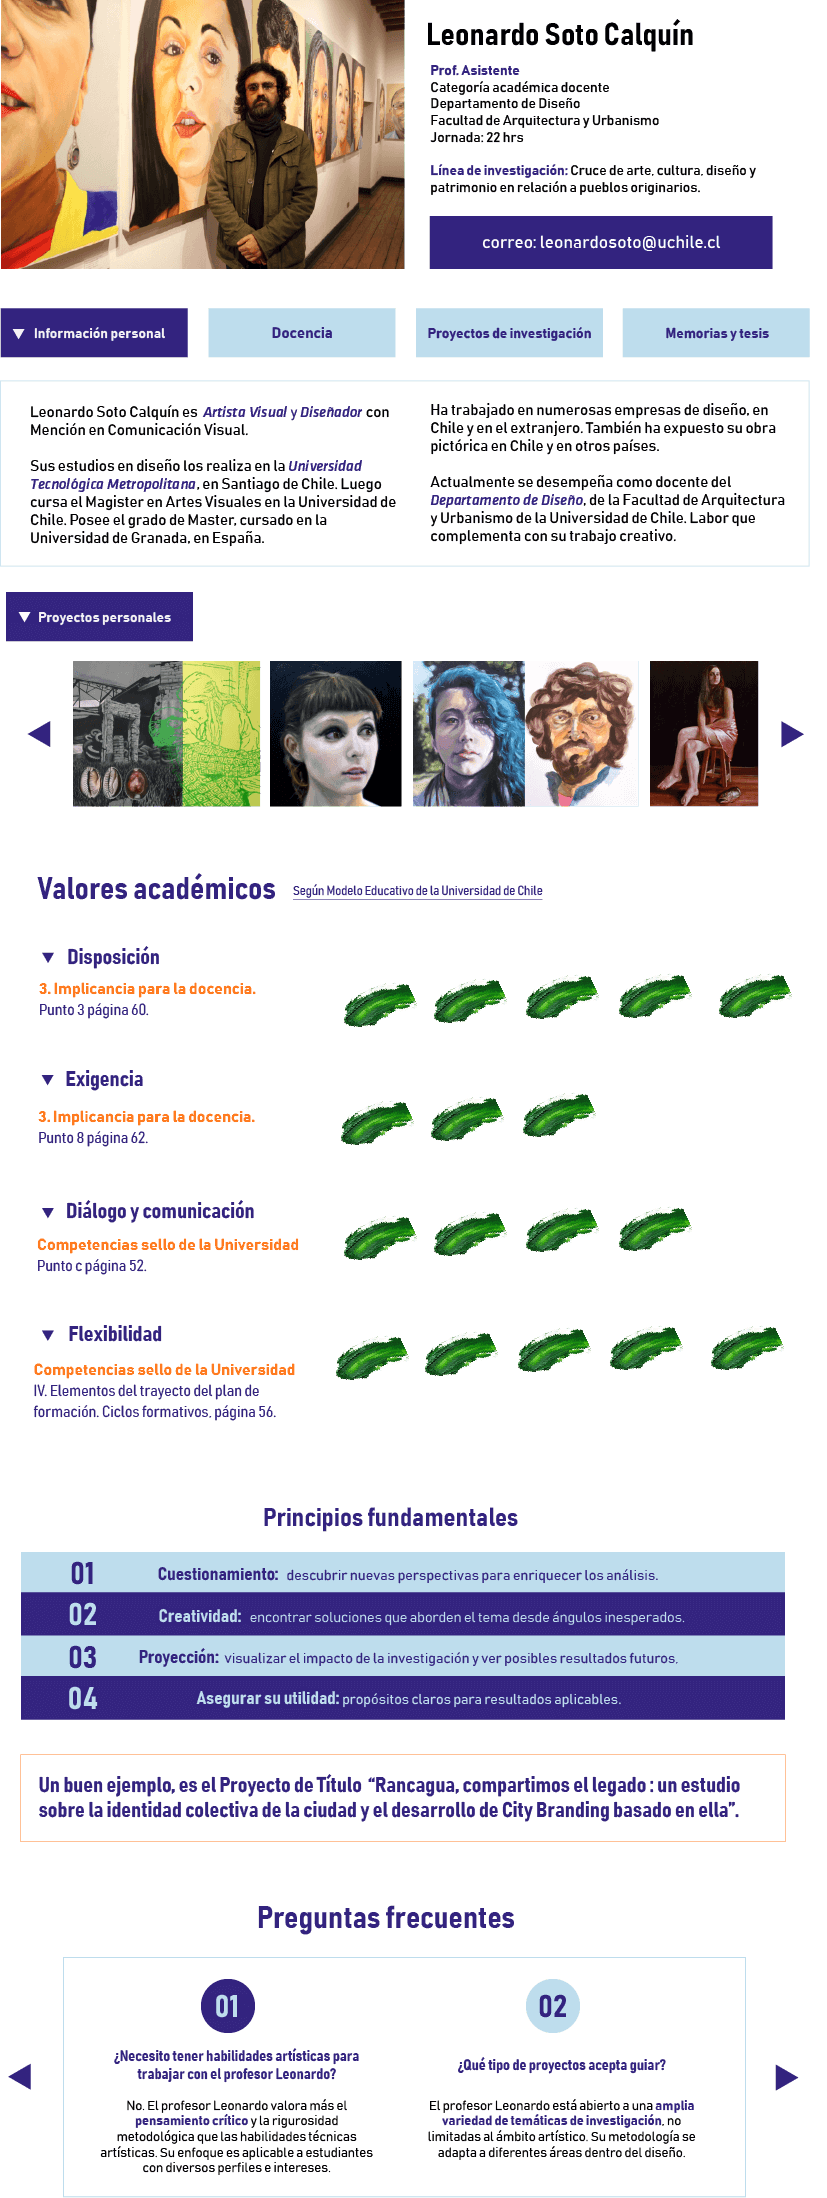 Leonardo Soto Calquín
Prof. Asistente
Categoría académica docente
Departamento de Diseño
Facultad de Arquitectura y Urbanismo
Jornada: 22 hrs
Línea de investigación: Cruce de arte, cultura, diseño y
patrimonio en relación a pueblos originarios.
correo: leonardosoto@uchile.cl
Información personal
Docencia
Proyectos de investigación
Memorias y tesis
Leonardo Soto Calquín es Artista Visual y Diseñador con
Mención en Comunicación Visual.
Sus estudios en diseño los realiza en la Universidad
Tecnológica Metropolitana, en Santiago de Chile. Luego
cursa el Magister en Artes Visuales en la Universidad de
Chile. Posee el grado de Master, cursado en la
Universidad de Granada, en España.
Ha trabajado en numerosas empresas de diseño, en
Chile y en el extranjero. También ha expuesto su obra
pictórica en Chile y en otros países.
Actualmente se desempeña como docente del
Departamento de Diseño, de la Facultad de Arquitectura
y Urbanismo de la Universidad de Chile. Labor que
complementa con su trabajo creativo.
Proyectos personales
Valores académicos
Según Modelo Educativo de la Universidad de Chile
Disposición
3. Implicancia para la docencia.
Punto 3 página 60.
Exigencia
3. Implicancia para la docencia.
Punto 8 página 62.
Diálogo y comunicación
Competencias sello de la Universidad
Punto c página 52.
Flexibilidad
Competencias sello de la Universidad
IV. Elementos del trayecto del plan de
formación. Ciclos formativos, página 56.
Principios fundamentales
01 Cuestionamiento: descubrir nuevas perspectivas para enriquecer los análisis.
02 Creatividad: encontrar soluciones que aborden el tema desde ángulos inesperados.
03 Proyección: visualizar el impacto de la investigación y ver posibles resultados futuros.
04 Asegurar su utilidad: propósitos claros para resultados aplicables.
Un buen ejemplo, es el Proyecto de Título “Rancagua, compartimos el legado : un estudio
sobre la identidad colectiva de la ciudad y el desarrollo de City Branding basado en ella”.
Preguntas frecuentes
01
¿Necesito tener habilidades artísticas para
trabajar con el profesor Leonardo?
No. El profesor Leonardo valora más el
pensamiento crítico y la rigurosidad
metodológica que las habilidades técnicas
artísticas. Su enfoque es aplicable a estudiantes
con diversos perfiles e intereses.
02
¿Qué tipo de proyectos acepta guiar?
El profesor Leonardo está abierto a una amplia
variedad de temáticas de investigación, no
limitadas al ámbito artístico. Su metodología se
adapta a diferentes áreas dentro del diseño.